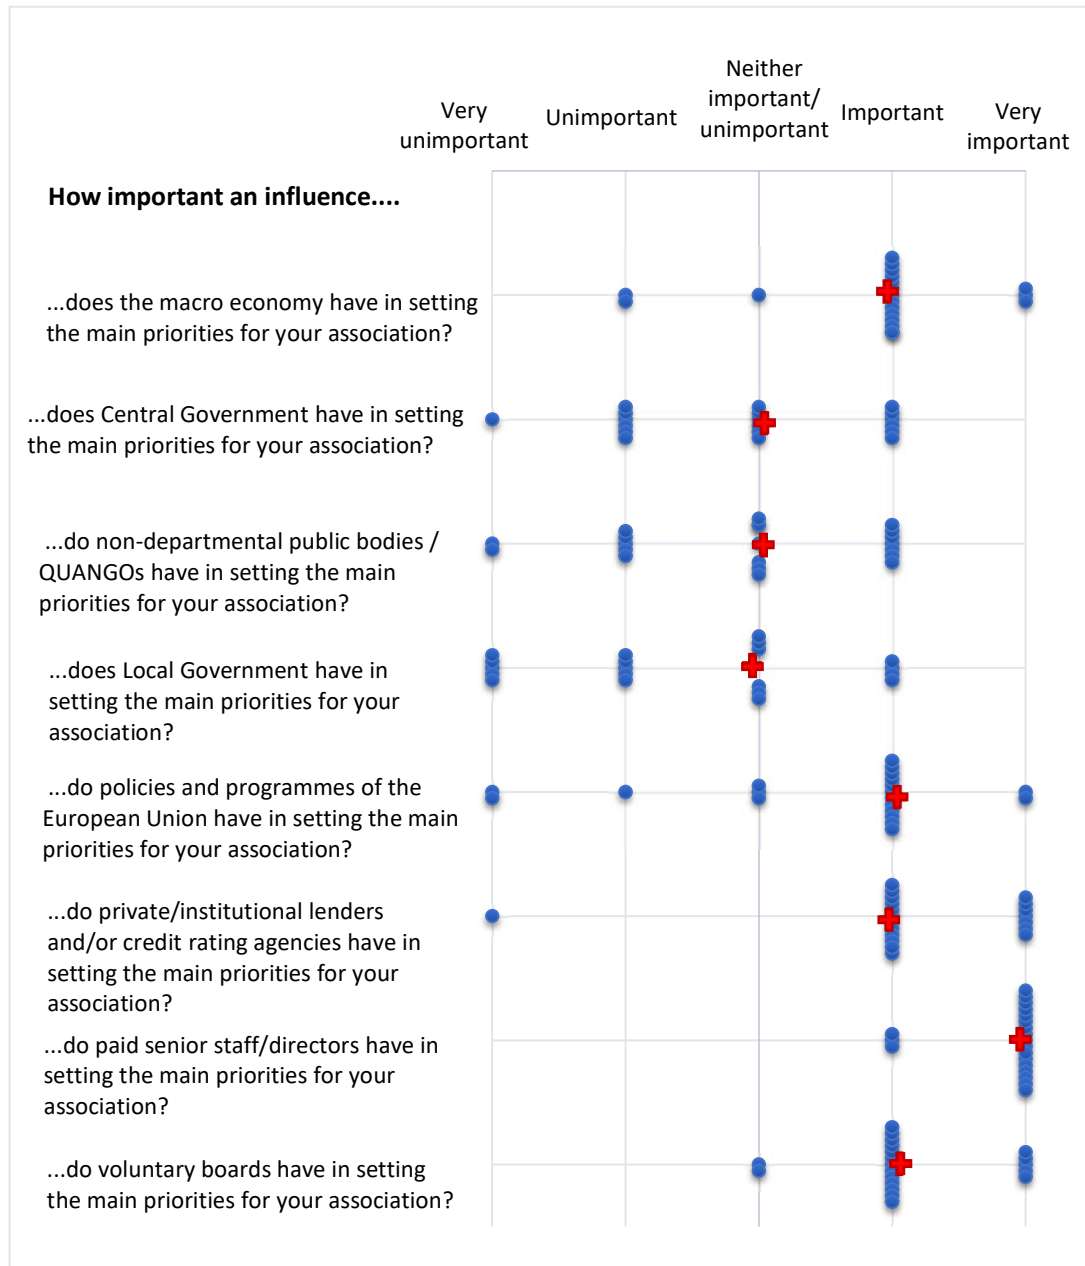 Very
unimportant
Unimportant
Neither
important/
unimportant
Important
Very
important
How important an influence....
...does the macro economy have in setting
the main priorities for your association?
...does Central Government have in setting
the main priorities for your association?
...do non-departmental public bodies /
QUANGOs have in setting the main
priorities for your association?
...does Local Government have in
setting the main priorities for your
association?
...do policies and programmes of the
European Union have in setting the main
priorities for your association?
...do private/institutional lenders
and/or credit rating agencies have in
setting the main priorities for your
association?
...do paid senior staff/directors have in
setting the main priorities for your
association?
...do voluntary boards have in setting
the main priorities for your association?